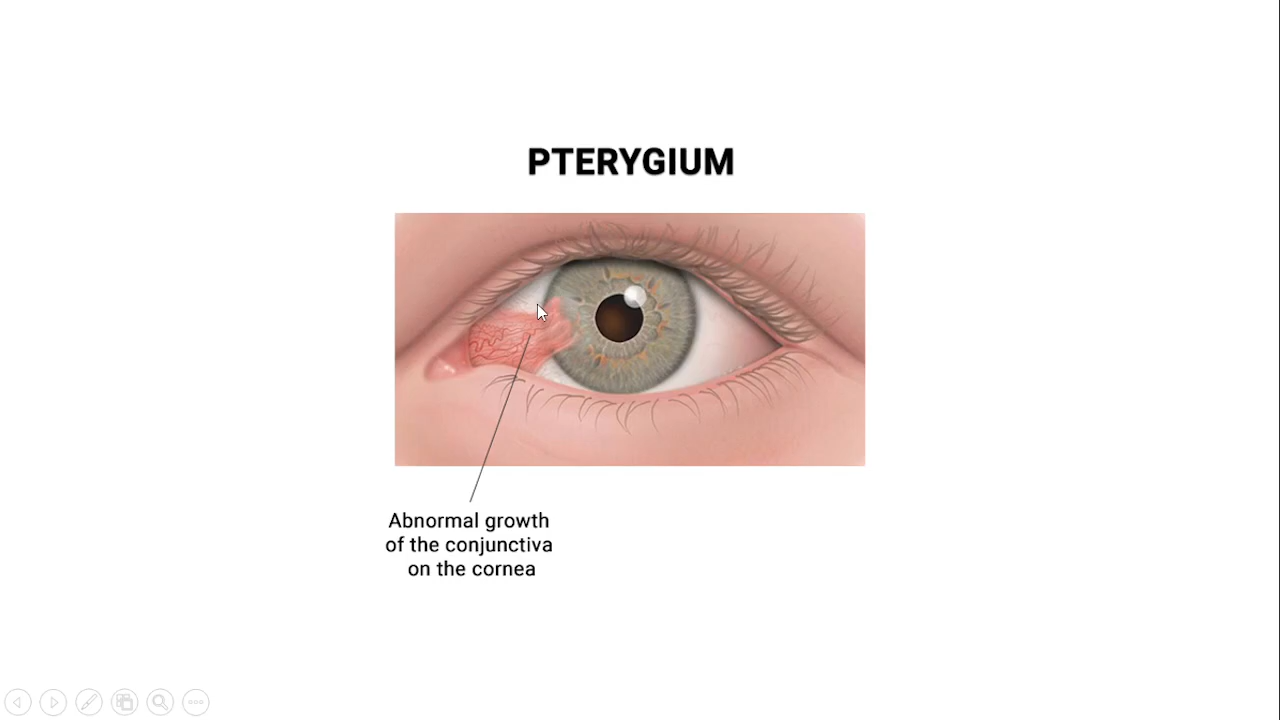 PTERYGIUM
Abnormal growth
of the conjunctiva
on the cornea